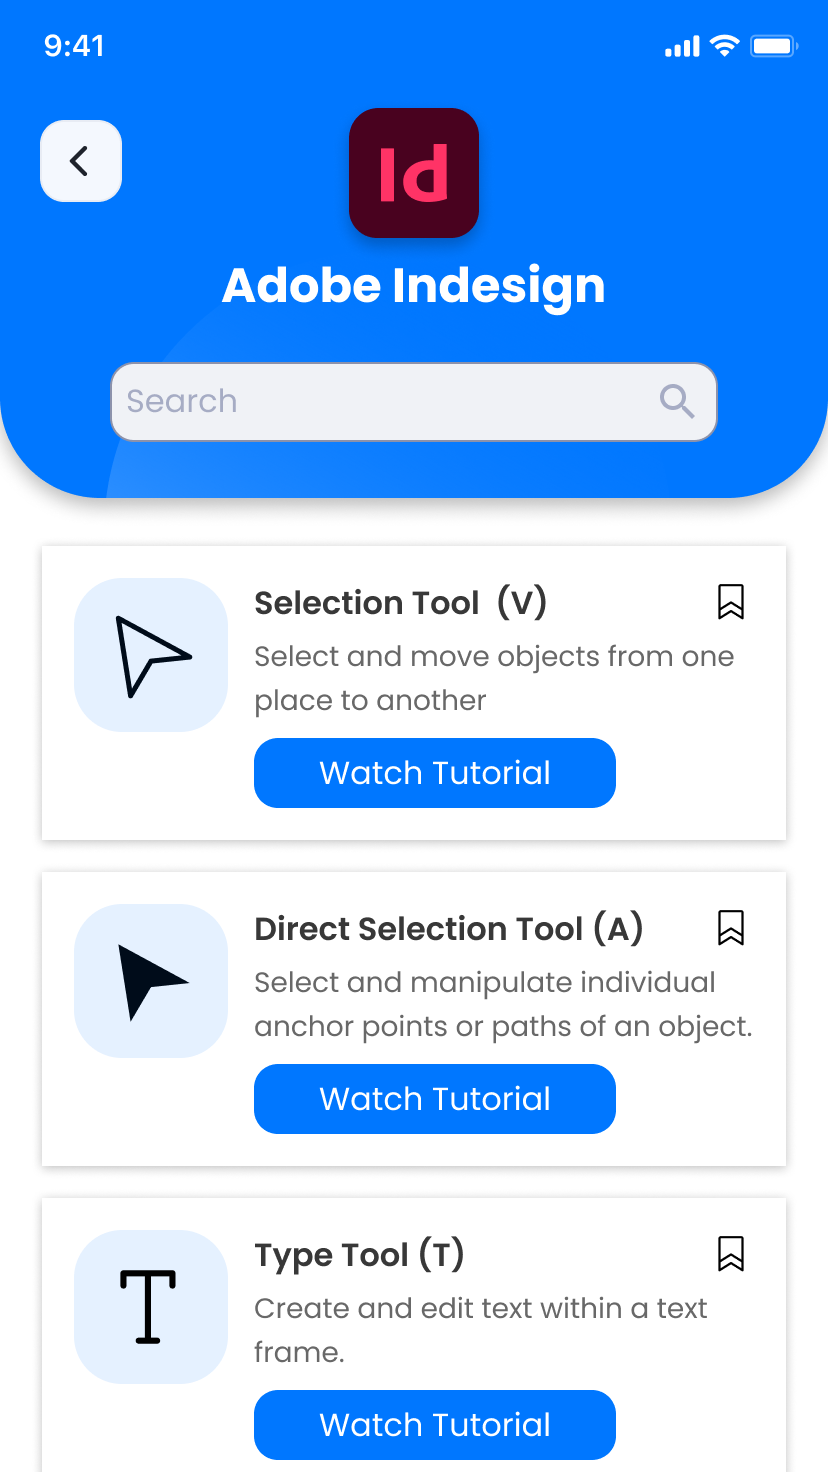 9:41
Id
Adobe Indesign
Search
Selection Tool  (V)
Select and move objects from one
place to another
Watch Tutorial
Direct Selection Tool (A)
Select and manipulate individual
anchor points or paths of an object.
Watch Tutorial
T
Type Tool (T)
Create and edit text within a text
frame.
Watch Tutorial